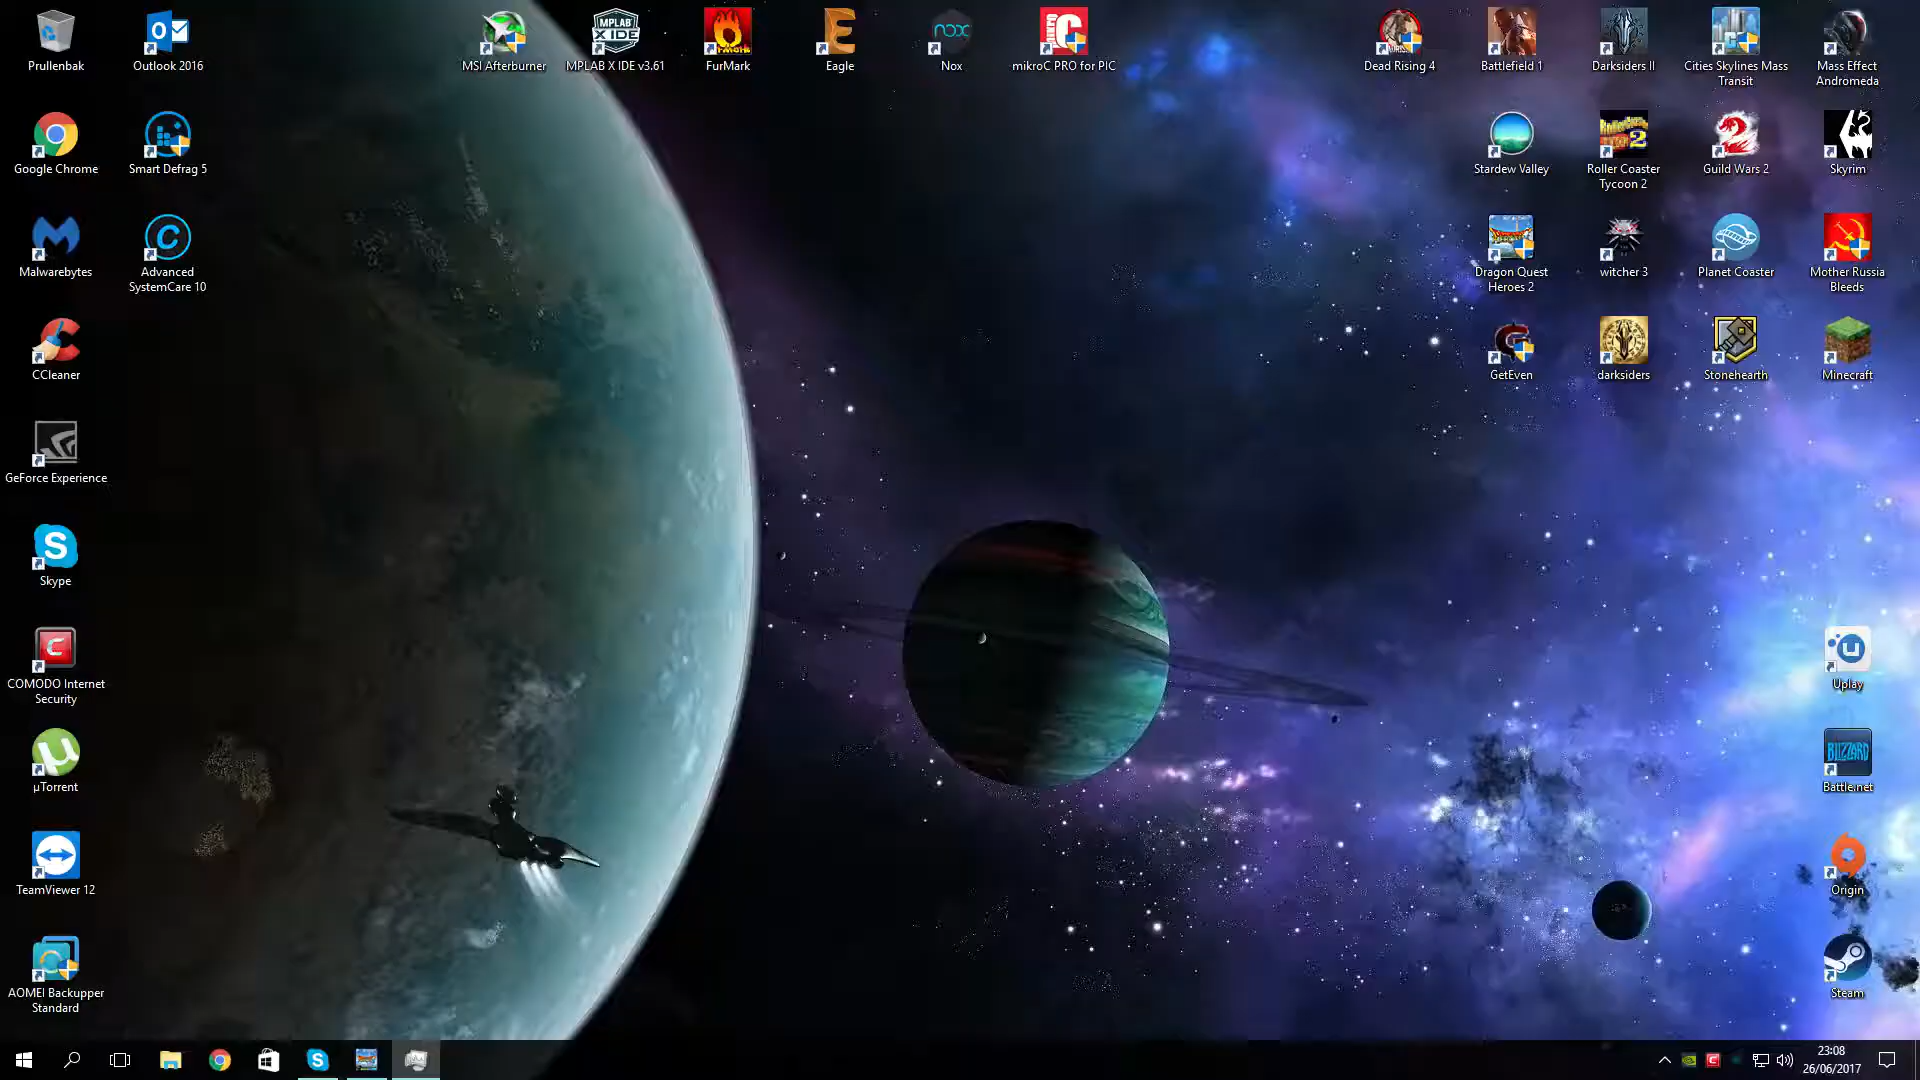 Prullenbak
Outlook 2016
MSI Afterburner
MPLAB X IDE v3.61
FurMark
Eagle
Nox
mikroC PRO for PIC
Dead Rising 4
Battlefield 1
Darksiders II
Cities Skylines Mass
Transit
Mass Effect
Andromeda
Google Chrome
Smart Defrag 5
Stardew Valley
Roller Coaster
Tycoon 2
Guild Wars 2
Skyrim
Malwarebytes
Advanced
SystemCare 10
Dragon Quest
Heroes 2
witcher 3
Planet Coaster
Mother Russia
Bleeds
CCleaner
GetEven
darksiders
Stonehearth
Minecraft
GeForce Experience
Skype
COMODO Internet
Security
Uplay
µTorrent
BLIZZARD
Battle.net
TeamViewer 12
Origin
AOMEI Backupper
Standard
Steam
23:08
26/06/2017